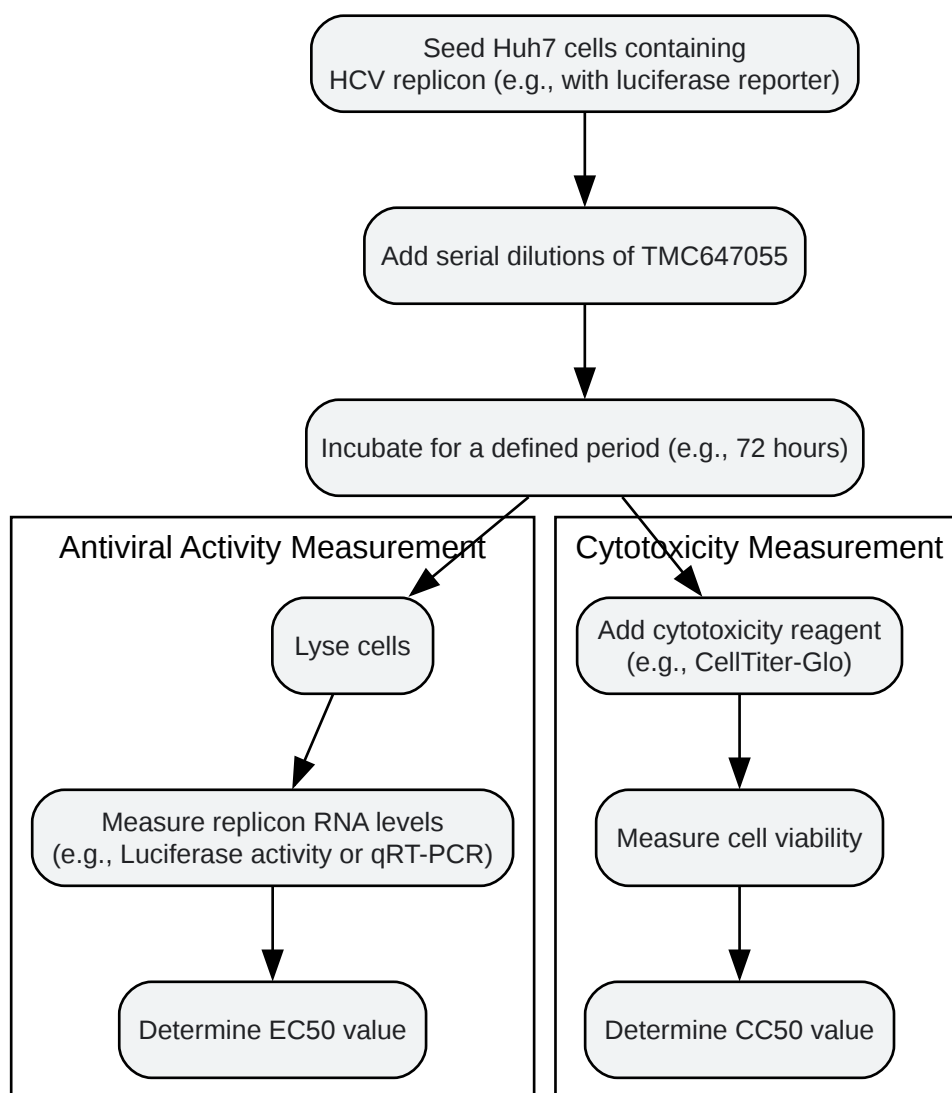 Seed Huh7 cells containing
HCV replicon (e.g., with luciferase reporter)
Add serial dilutions of TMC647055
Incubate for a defined period (e.g., 72 hours)
Antiviral Activity Measurement
Lyse cells
Measure replicon RNA levels
(e.g., Luciferase activity or qRT-PCR)
Determine EC50 value
Cytotoxicity Measurement
Add cytotoxicity reagent
(e.g., CellTiter-Glo)
Measure cell viability
Determine CC50 value